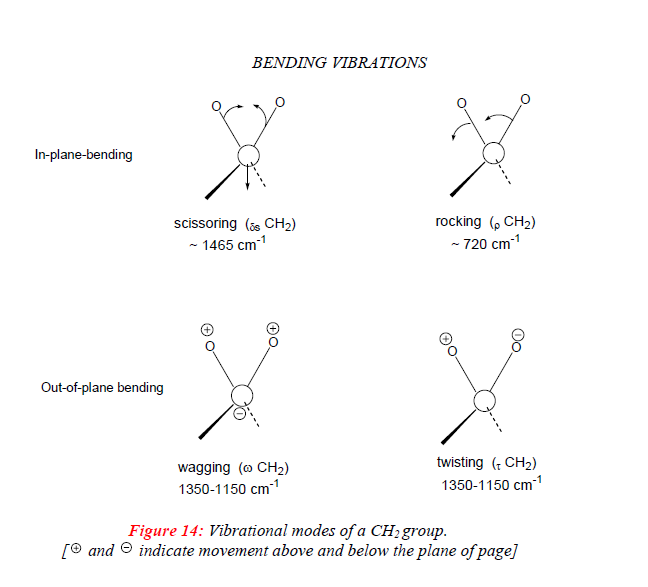 BENDING VIBRATIONS
O O O O
In-plane-bending
scissoring (δs CH₂) rocking (ρ CH₂)
~ 1465 cm⁻¹ ~ 720 cm⁻¹
⊕ ⊕ ⊕ ⊖
O O O O
Out-of-plane bending
⊖
wagging (ω CH₂) twisting (τ CH₂)
1350-1150 cm⁻¹ 1350-1150 cm⁻¹
Figure 14: Vibrational modes of a CH₂ group.
[⊕ and ⊖ indicate movement above and below the plane of page]